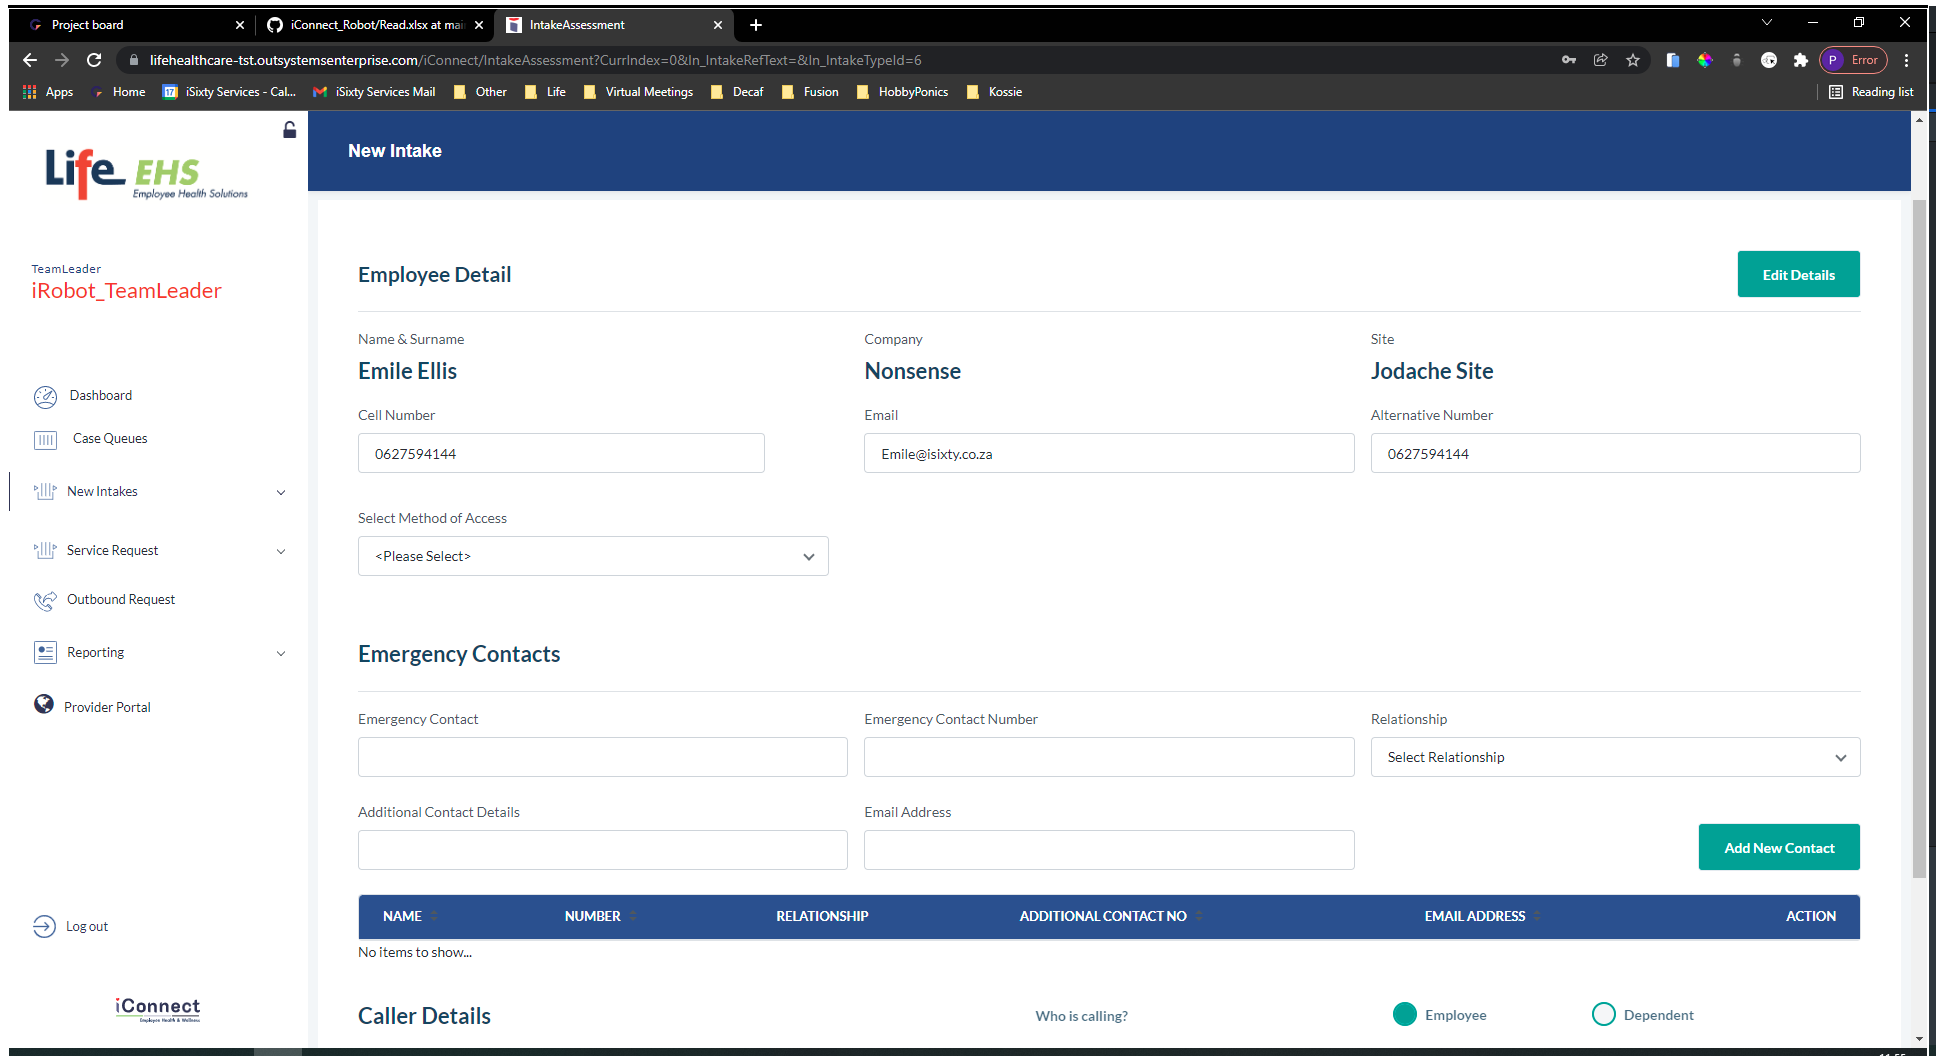 Project board
iConnect_Robot/Read.xlsx at mai
IntakeAssessment
lifehealthcare-tst.outsystemsenterprise.com/iConnect/IntakeAssessment?CurrIndex=0&In_IntakeRefText=&In_IntakeTypeId=6
P Error
Apps
Home
17 iSixty Services - Cal...
iSixty Services Mail
Other
Life
Virtual Meetings
Decaf
Fusion
HobbyPonics
Kossie
Reading list
Life EHS
Employee Health Solutions
New Intake
TeamLeader
iRobot_TeamLeader
Dashboard
Case Queues
New Intakes
Service Request
Outbound Request
Reporting
Provider Portal
Log out
iConnect
Employee Health & Wellness
Employee Detail
Edit Details
Name & Surname
Company
Site
Emile Ellis
Nonsense
Jodache Site
Cell Number
Email
Alternative Number
0627594144
Emile@isixty.co.za
0627594144
Select Method of Access
<Please Select>
Emergency Contacts
Emergency Contact
Emergency Contact Number
Relationship
Select Relationship
Additional Contact Details
Email Address
Add New Contact
NAME NUMBER RELATIONSHIP ADDITIONAL CONTACT NO EMAIL ADDRESS ACTION
No items to show...
Caller Details
Who is calling?
Employee
Dependent